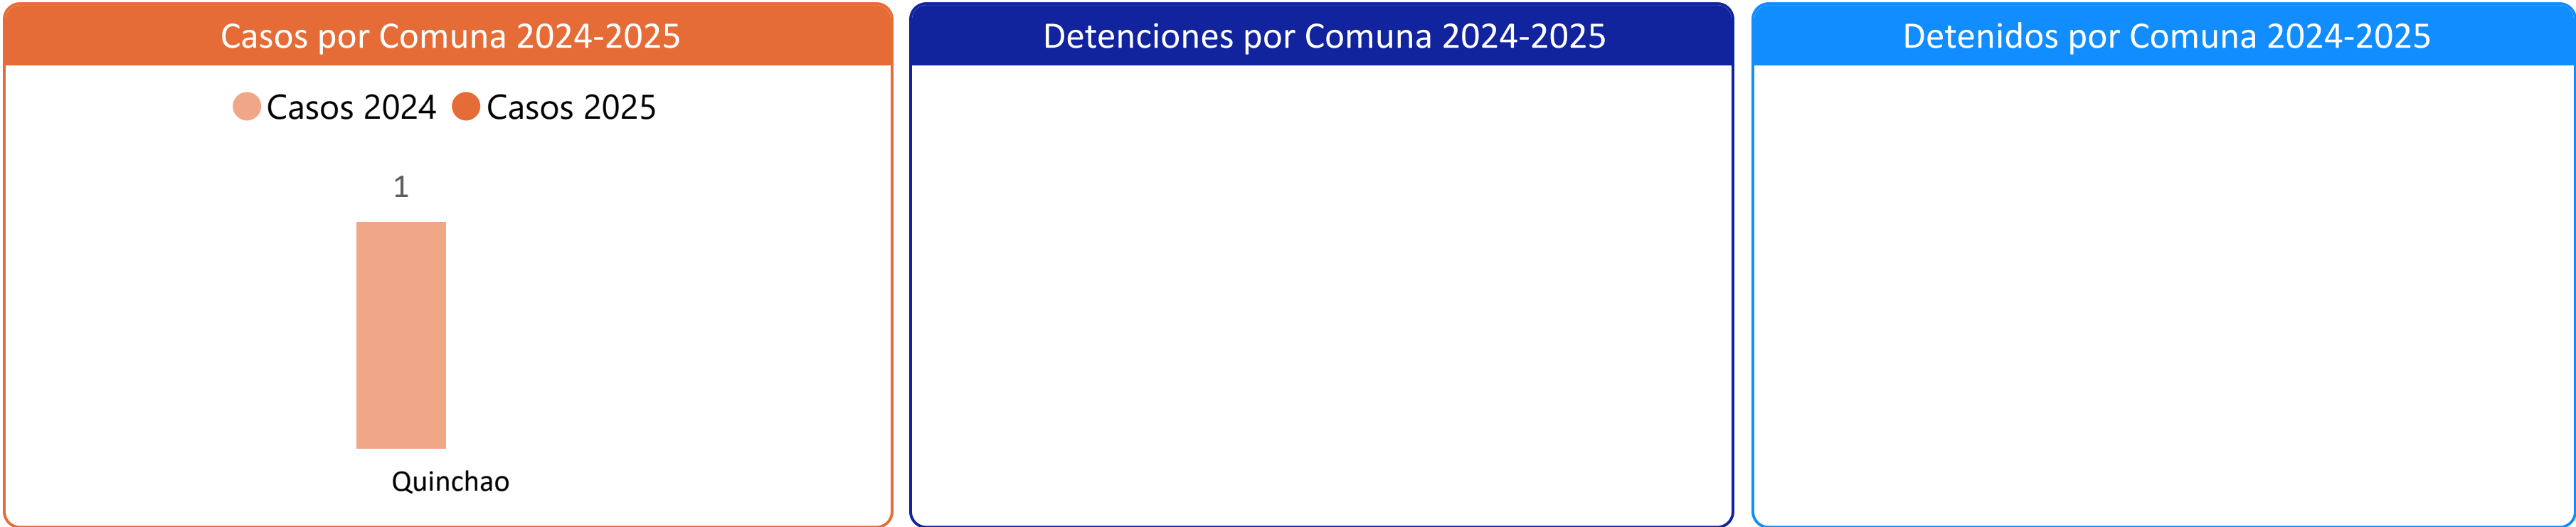 Casos por Comuna 2024-2025
Casos 2024 Casos 2025
1
Quinchao
Detenciones por Comuna 2024-2025
Detenidos por Comuna 2024-2025